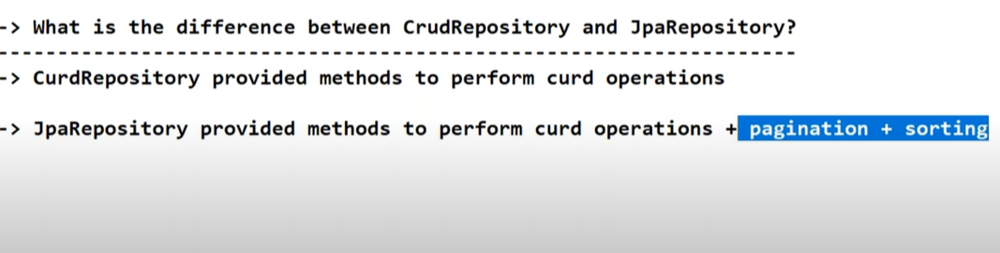 -> What is the difference between CrudRepository and JpaRepository?
-------------------------------------------------------------------
-> CurdRepository provided methods to perform curd operations
-> JpaRepository provided methods to perform curd operations + pagination + sorting